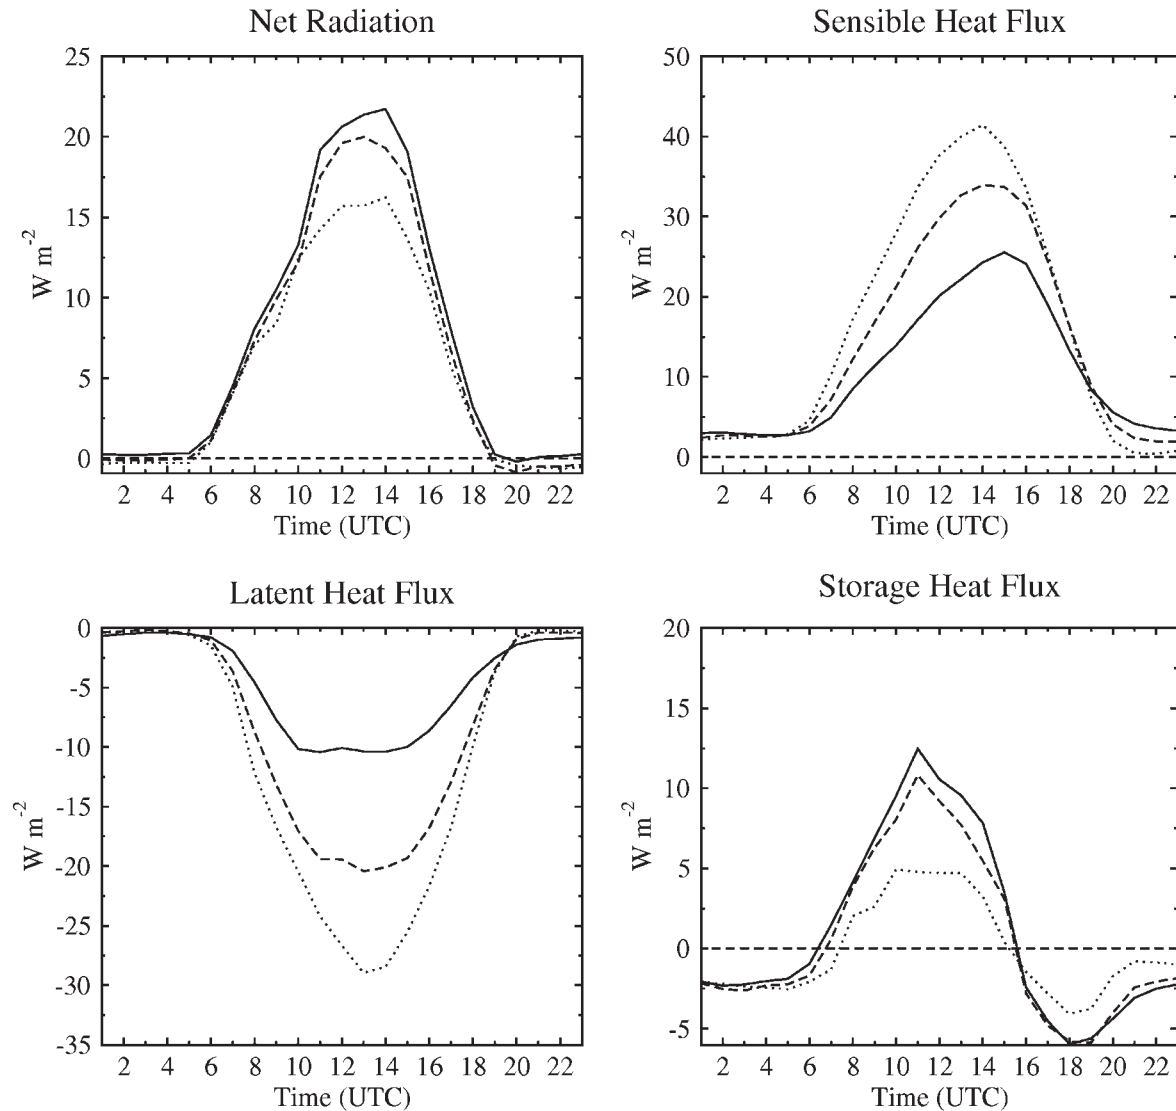 Net Radiation
25
20
15
10
5
0
W m-2
2 4 6 8 10 12 14 16 18 20 22
Time (UTC)
Sensible Heat Flux
50
40
30
20
10
0
W m-2
2 4 6 8 10 12 14 16 18 20 22
Time (UTC)
Latent Heat Flux
0
-5
-10
-15
-20
-25
-30
-35
W m-2
2 4 6 8 10 12 14 16 18 20 22
Time (UTC)
Storage Heat Flux
20
15
10
5
0
-5
W m-2
2 4 6 8 10 12 14 16 18 20 22
Time (UTC)